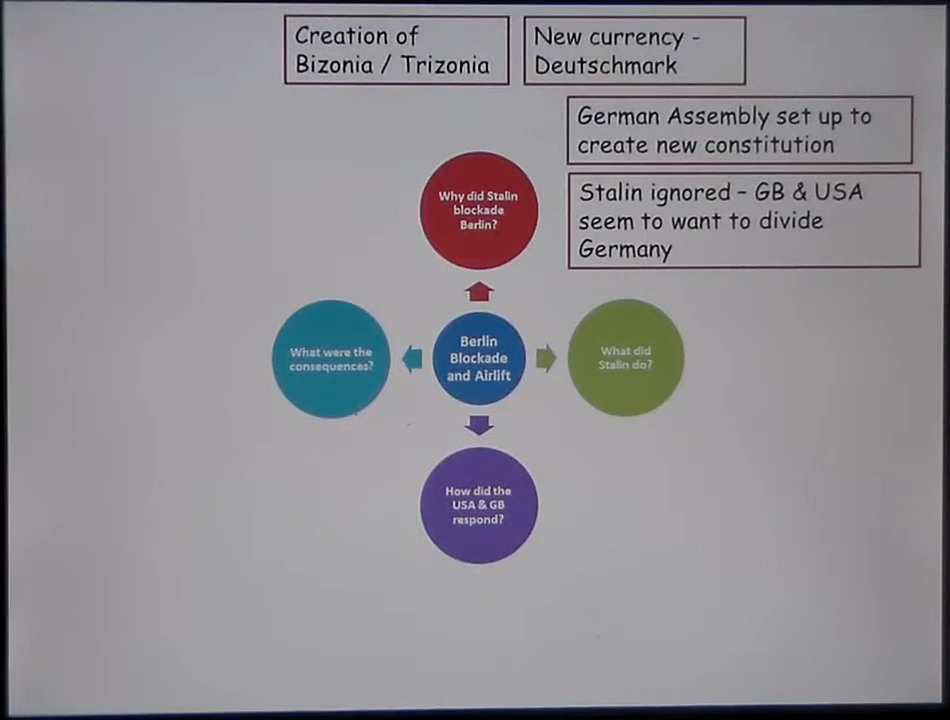 Creation of
Bizonia / Trizonia
New currency -
Deutschmark
German Assembly set up to
create new constitution
Stalin ignored – GB & USA
seem to want to divide
Germany
Why did Stalin
blockade
Berlin?
What were the
consequences?
Berlin
Blockade
and Airlift
What did
Stalin do?
How did the
USA & GB
respond?